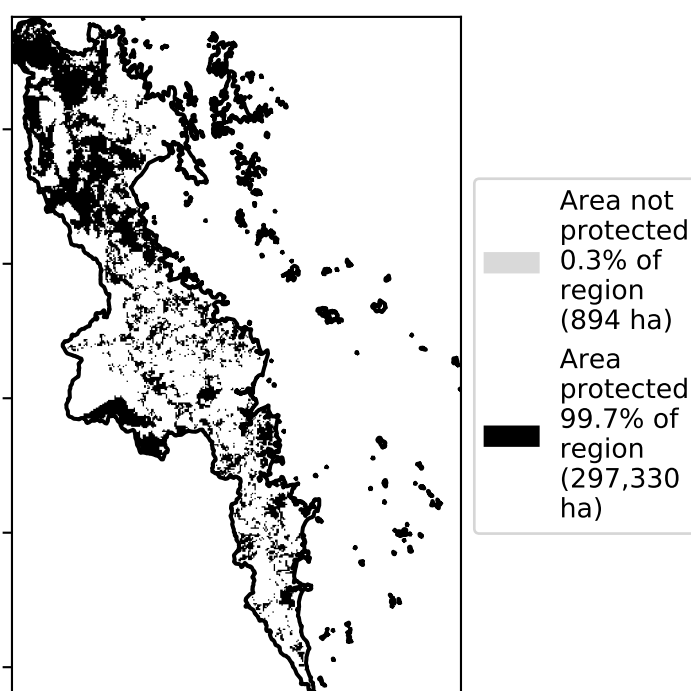 Area not
protected
0.3% of
region
(894 ha)
Area
protected
99.7% of
region
(297,330
ha)